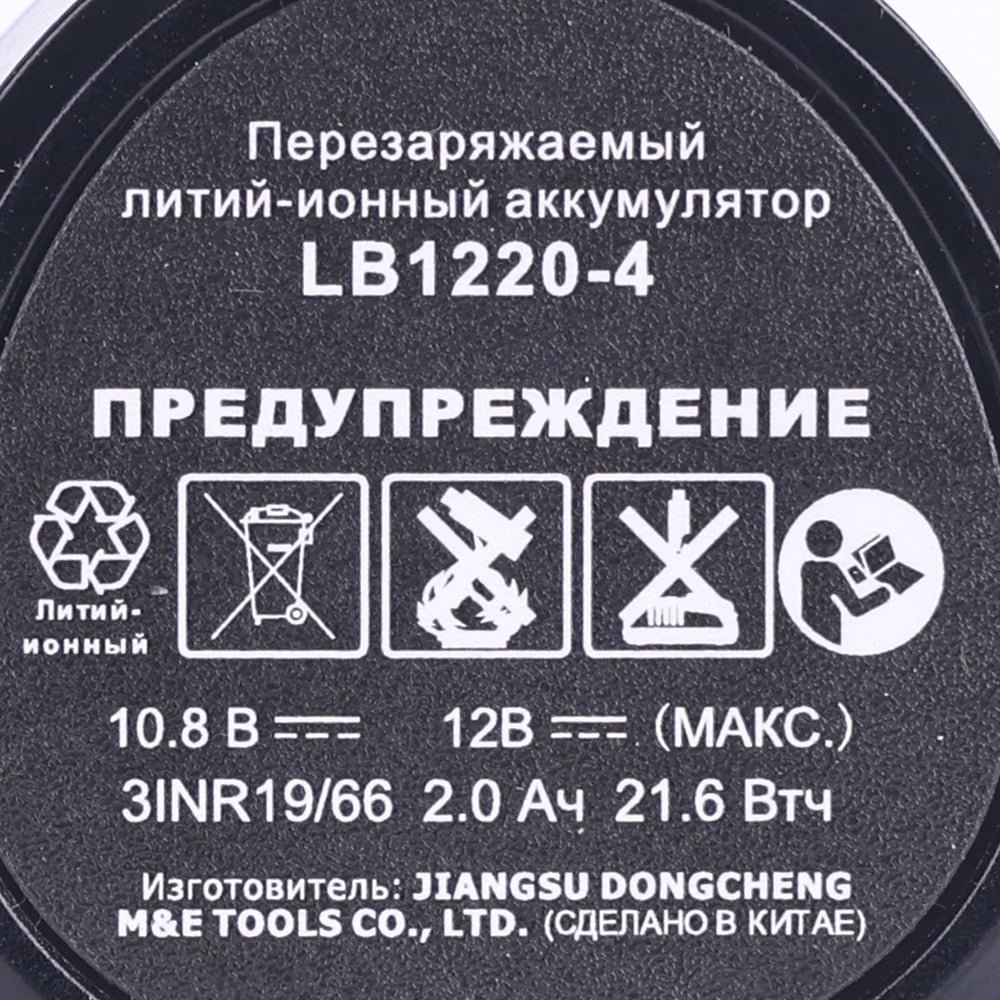 Перезаряжаемый
литий-ионный аккумулятор
LB1220-4
ПРЕДУПРЕЖДЕНИЕ
Литий-
ионный
10.8 В 12В (МАКС.)
3INR19/66 2.0 Ач 21.6 Втч
Изготовитель: JIANGSU DONGCHENG
M&E TOOLS CO., LTD. (СДЕЛАНО В КИТАЕ)